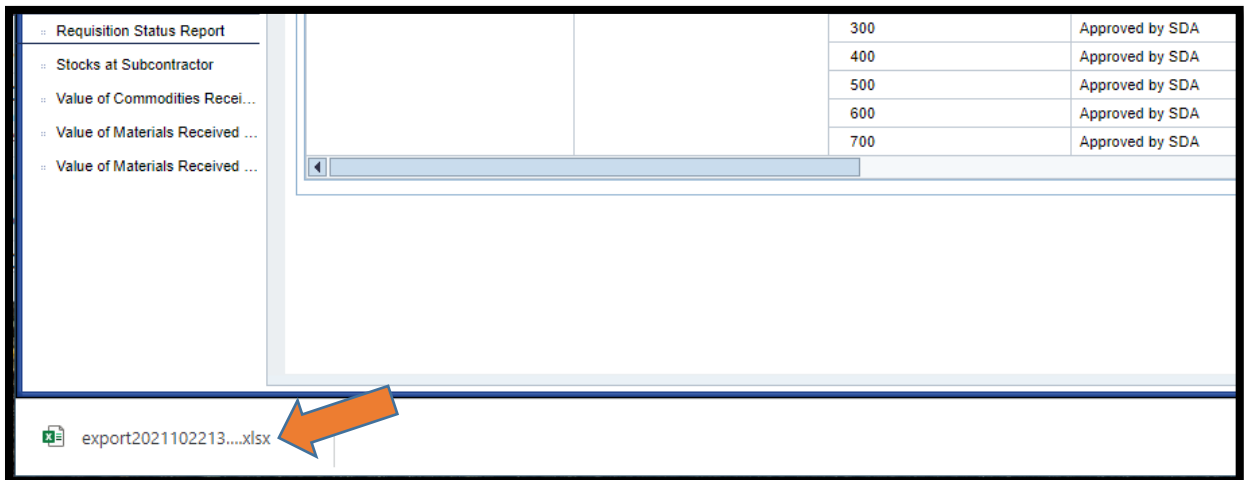 Requisition Status Report
Stocks at Subcontractor
Value of Commodities Recei...
Value of Materials Received ...
Value of Materials Received ...
300 Approved by SDA
400 Approved by SDA
500 Approved by SDA
600 Approved by SDA
700 Approved by SDA
export2021102213....xlsx